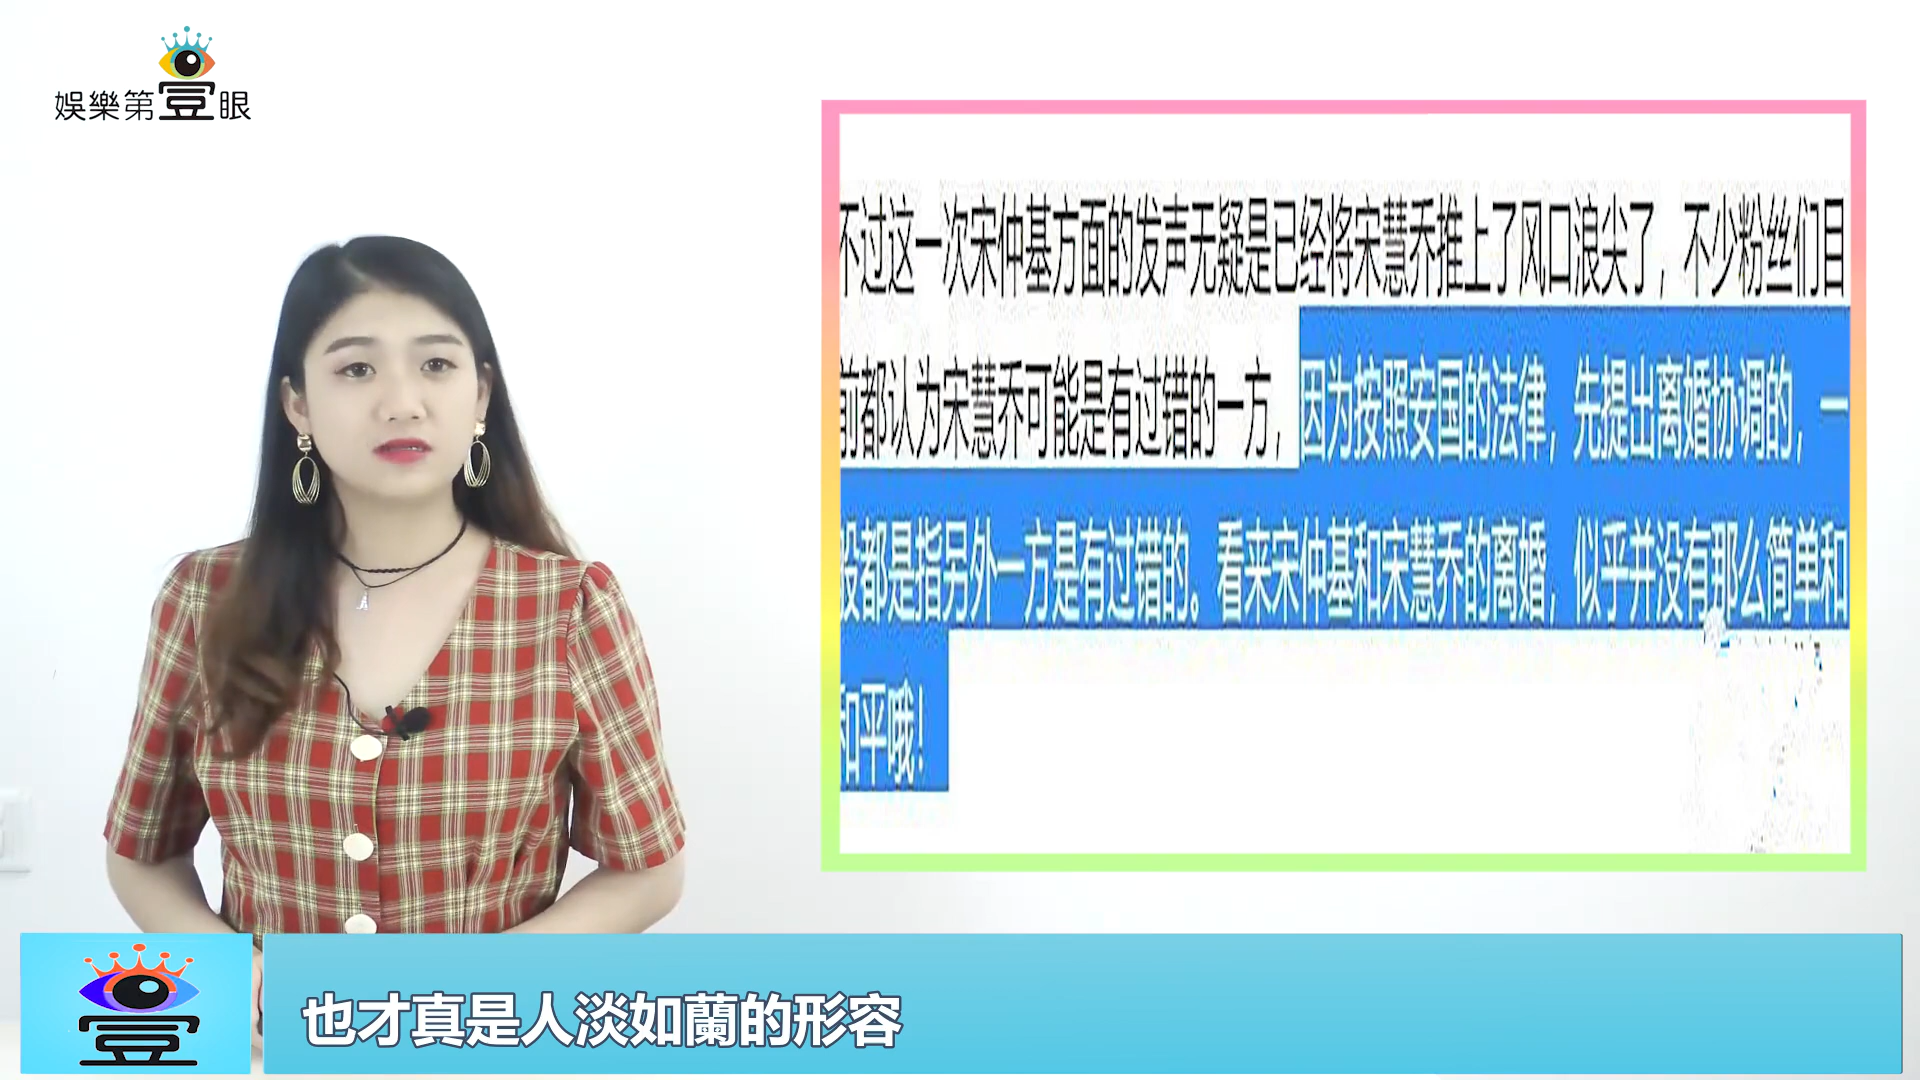 娛樂第壹眼
不过这一次宋仲基方面的发声无疑是已经将宋慧乔推上了风口浪尖了，不少粉丝们目
前都认为宋慧乔可能是有过错的一方，因为按照安国的法律，先提出离婚协调的，一
般都是指另外一方是有过错的。看来宋仲基和宋慧乔的离婚，似乎并没有那么简单和
和平哦！
壹
也才真是人淡如蘭的形容